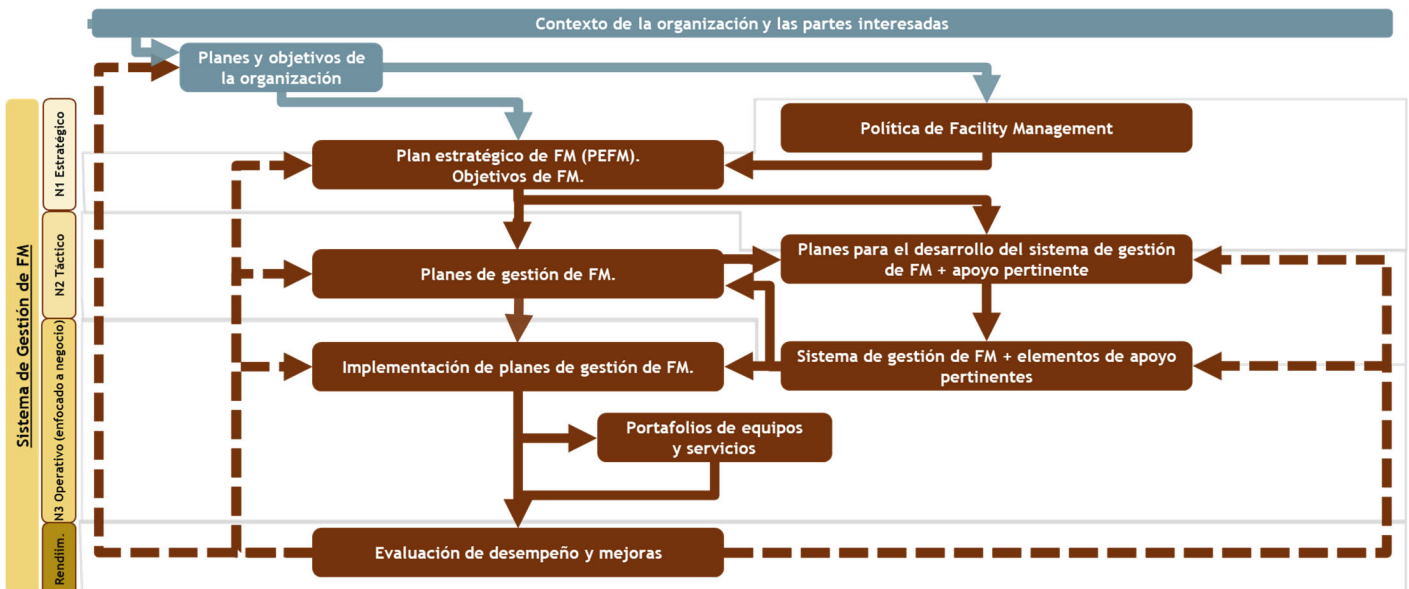 Contexto de la organización y las partes interesadas
Planes y objetivos de
la organización
Política de Facility Management
Plan estratégico de FM (PEFM).
Objetivos de FM.
Planes para el desarrollo del sistema de gestión
de FM + apoyo pertinente
Planes de gestión de FM.
Implementación de planes de gestión de FM.
Sistema de gestión de FM + elementos de apoyo
pertinentes
Portafolios de equipos
y servicios
Evaluación de desempeño y mejoras
Sistema de Gestión de FM
N1 Estratégico
N2 Táctico
N3 Operativo (enfocado a negocio)
Rendiim.